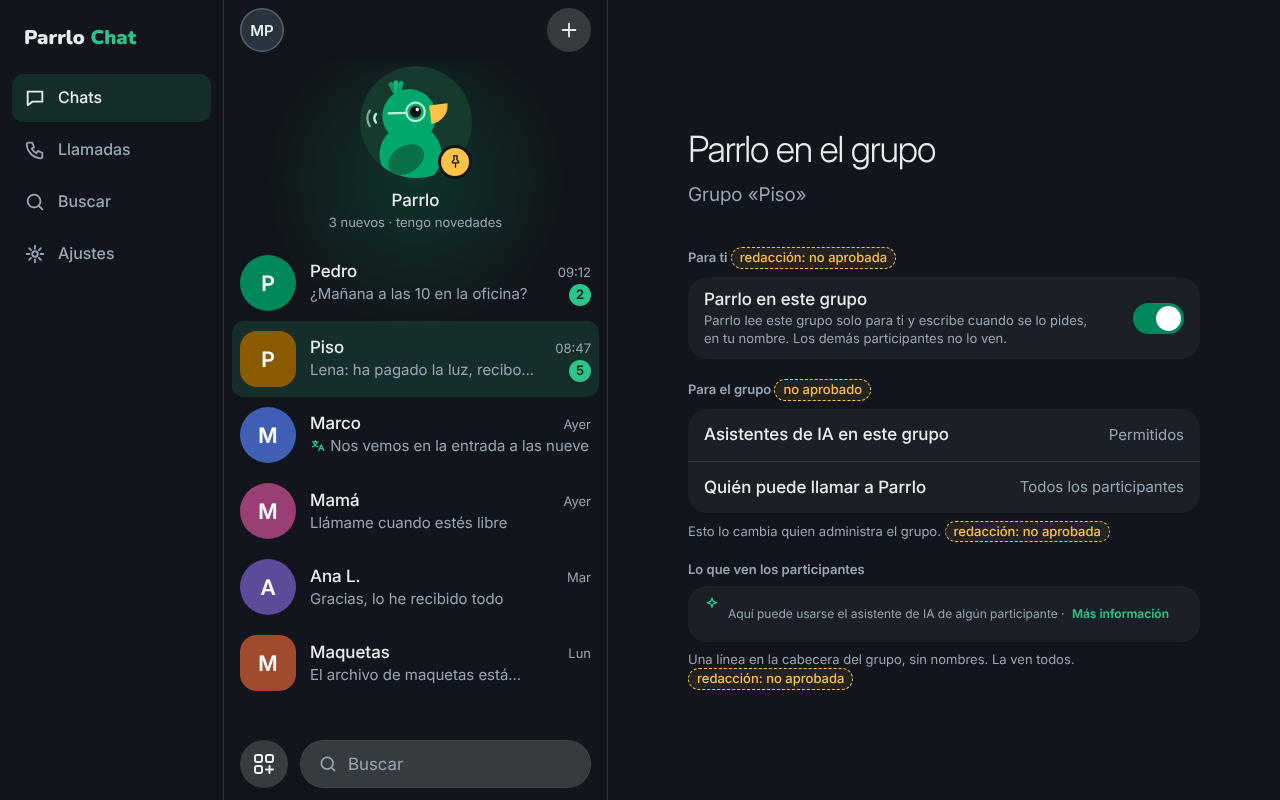 Parrlo Chat
Chats
Llamadas
Buscar
Ajustes
MP
Parrlo
3 nuevos · tengo novedades
P
Pedro
09:12
¿Mañana a las 10 en la oficina?
2
P
Piso
08:47
Lena: ha pagado la luz, recibo...
5
M
Marco
Ayer
Nos vemos en la entrada a las nueve
M
Mamá
Ayer
Llámame cuando estés libre
A
Ana L.
Mar
Gracias, lo he recibido todo
M
Maquetas
Lun
El archivo de maquetas está...
Buscar
Parrlo en el grupo
Grupo «Piso»
Para ti redacción: no aprobada
Parrlo en este grupo
Parrlo lee este grupo solo para ti y escribe cuando se lo pides,
en tu nombre. Los demás participantes no lo ven.
Para el grupo no aprobado
Asistentes de IA en este grupo
Permitidos
Quién puede llamar a Parrlo
Todos los participantes
Esto lo cambia quien administra el grupo. redacción: no aprobada
Lo que ven los participantes
Aquí puede usarse el asistente de IA de algún participante · Más información
Una línea en la cabecera del grupo, sin nombres. La ven todos.
redacción: no aprobada